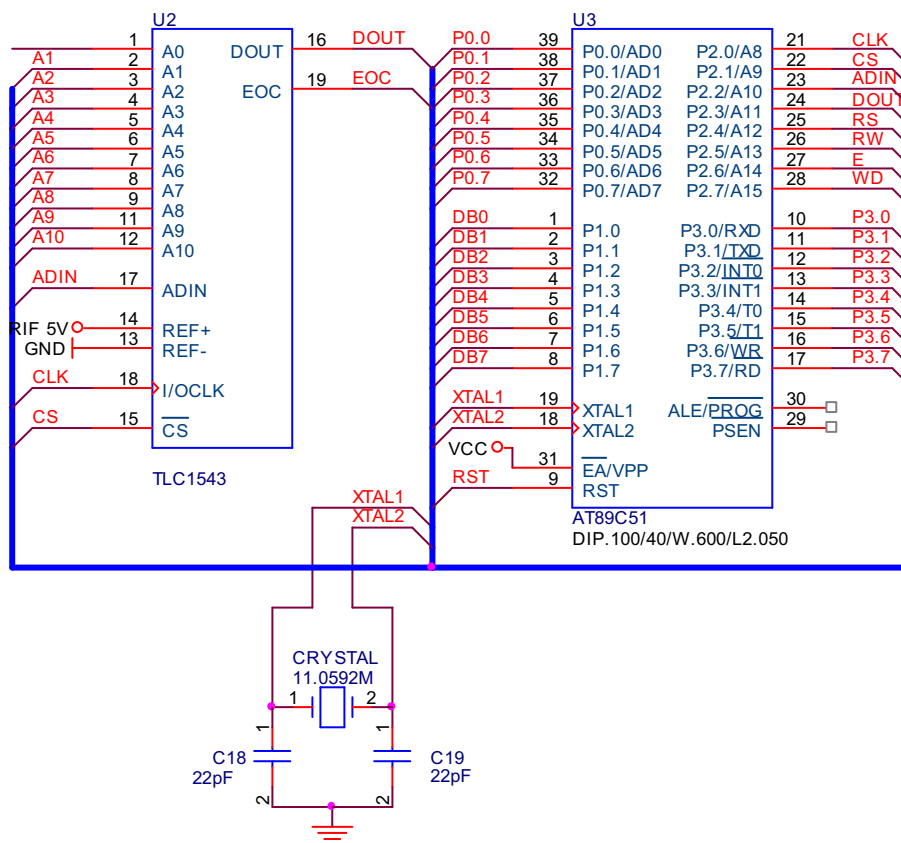 U2
1 A0 DOUT 16 DOUT
A1 2 A1
A2 3 A2 EOC 19 EOC
A3 4 A3
A4 5 A4
A5 6 A5
A6 7 A6
A7 8 A7
A8 9 A8
A9 11 A9
A10 12 A10
ADIN 17 ADIN
RIF 5V 14 REF+
GND 13 REF-
CLK 18 I/OCLK
CS 15 CS
TLC1543
U3
P0.0 39 P0.0/AD0 P2.0/A8 21 CLK
P0.1 38 P0.1/AD1 P2.1/A9 22 CS
P0.2 37 P0.2/AD2 P2.2/A10 23 ADIN
P0.3 36 P0.3/AD3 P2.3/A11 24 DOUT
P0.4 35 P0.4/AD4 P2.4/A12 25 RS
P0.5 34 P0.5/AD5 P2.5/A13 26 RW
P0.6 33 P0.6/AD6 P2.6/A14 27 E
P0.7 32 P0.7/AD7 P2.7/A15 28 WD
DB0 1 P1.0 P3.0/RXD 10 P3.0
DB1 2 P1.1 P3.1/TXD 11 P3.1
DB2 3 P1.2 P3.2/INT0 12 P3.2
DB3 4 P1.3 P3.3/INT1 13 P3.3
DB4 5 P1.4 P3.4/T0 14 P3.4
DB5 6 P1.5 P3.5/T1 15 P3.5
DB6 7 P1.6 P3.6/WR 16 P3.6
DB7 8 P1.7 P3.7/RD 17 P3.7
XTAL1 19 XTAL1 ALE/PROG 30
XTAL2 18 XTAL2 PSEN 29
VCC 31 EA/VPP
RST 9 RST
AT89C51
DIP.100/40/W.600/L2.050
XTAL1
XTAL2
CRYSTAL
11.0592M
1 2
1 1
C18 C19
22pF 22pF
2 2